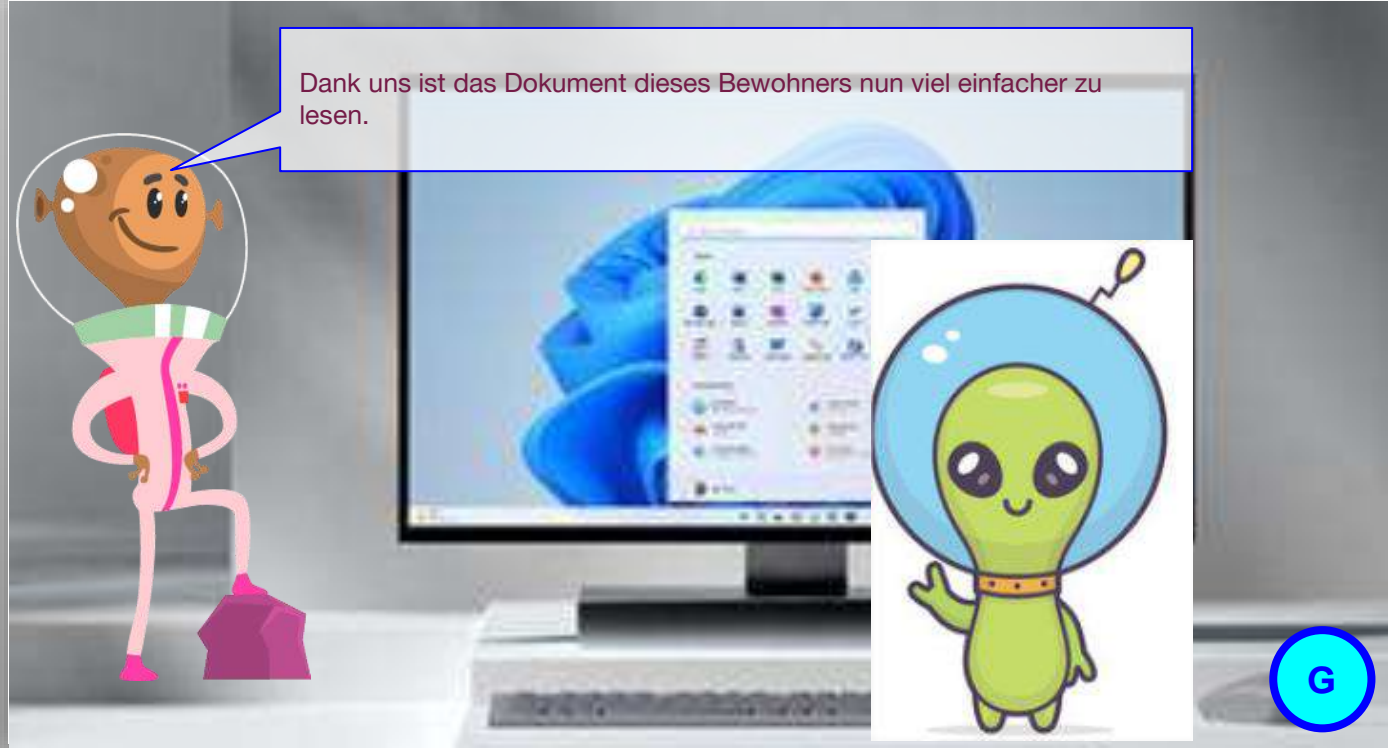 Dank uns ist das Dokument dieses Bewohners nun viel einfacher zu
lesen.
G